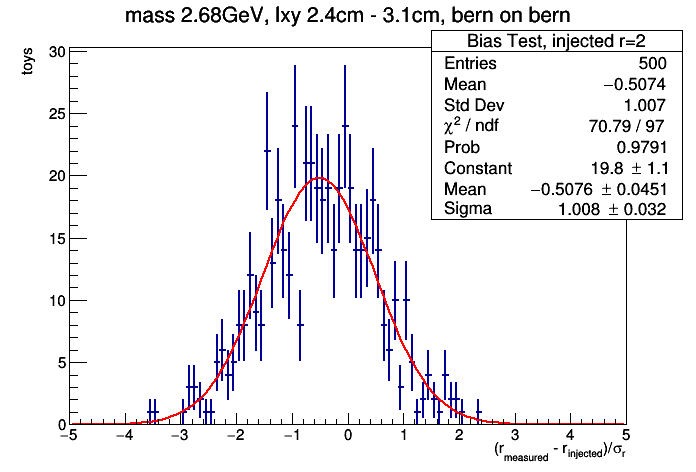 mass 2.68GeV, lxy 2.4cm - 3.1cm, bern on bern
Bias Test, injected r=2
Entries 500
Mean −0.5074
Std Dev 1.007
χ² / ndf 70.79 / 97
Prob 0.9791
Constant 19.8 ± 1.1
Mean −0.5076 ± 0.0451
Sigma 1.008 ± 0.032
toys
30
25
20
15
10
5
0
−5 −4 −3 −2 −1 0 1 2 3 4 5
(r_measured - r_injected)/σ_r